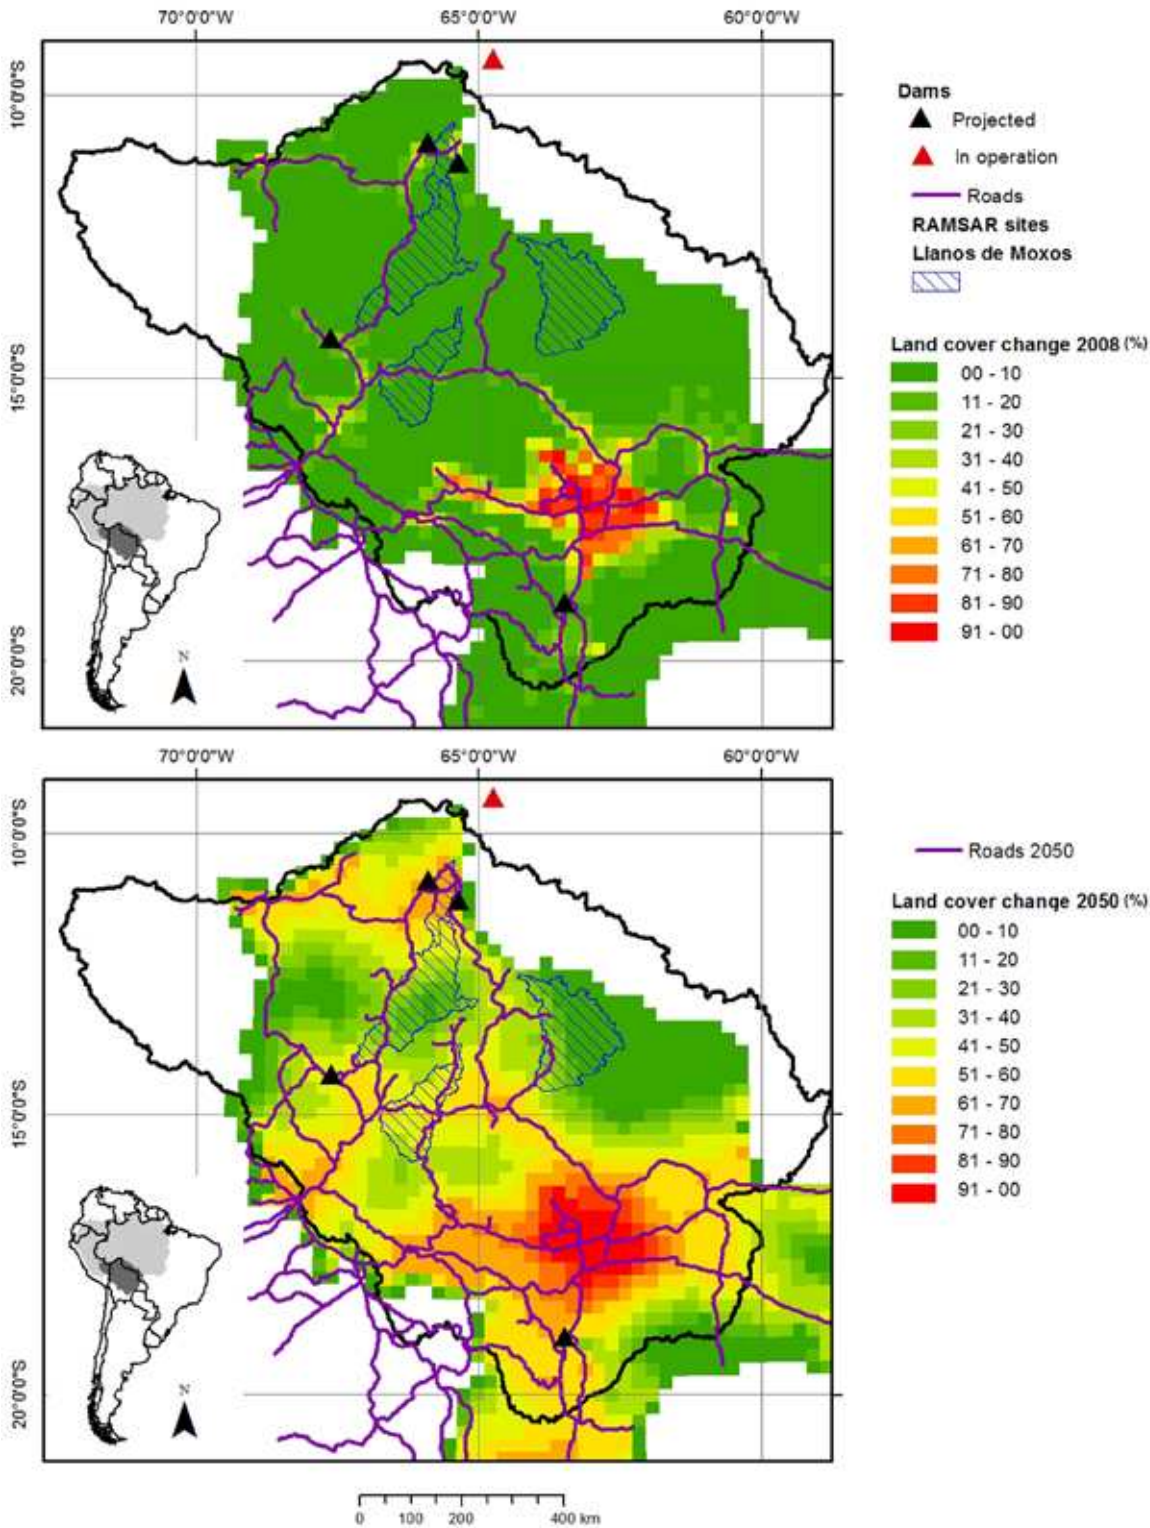 70°0'0"W 65°0'0"W 60°0'0"W
10°0'0"S
15°0'0"S
20°0'0"S
N
Dams
Projected
In operation
Roads
RAMSAR sites
Llanos de Moxos
Land cover change 2008 (%)
00 - 10
11 - 20
21 - 30
31 - 40
41 - 50
51 - 60
61 - 70
71 - 80
81 - 90
91 - 00
70°0'0"W 65°0'0"W 60°0'0"W
10°0'0"S
15°0'0"S
20°0'0"S
N
Roads 2050
Land cover change 2050 (%)
00 - 10
11 - 20
21 - 30
31 - 40
41 - 50
51 - 60
61 - 70
71 - 80
81 - 90
91 - 00
0 100 200 400 km